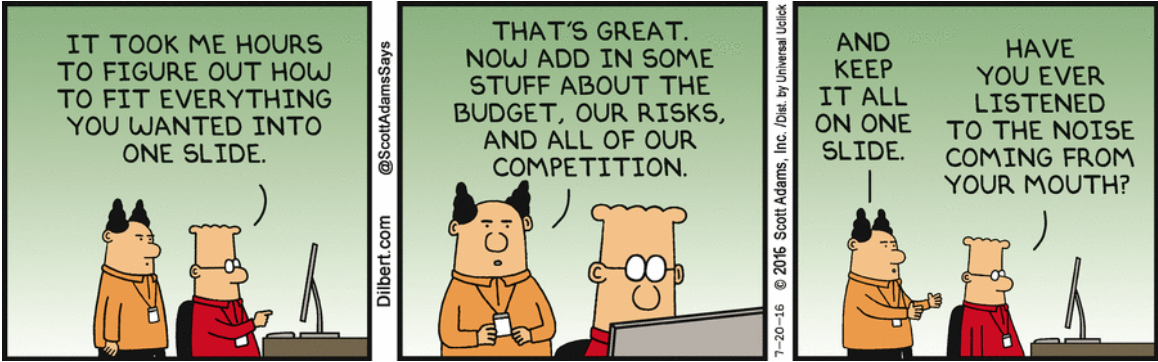 IT TOOK ME HOURS
TO FIGURE OUT HOW
TO FIT EVERYTHING
YOU WANTED INTO
ONE SLIDE.
Dilbert.com @ScottAdamsSays
THAT'S GREAT.
NOW ADD IN SOME
STUFF ABOUT THE
BUDGET, OUR RISKS,
AND ALL OF OUR
COMPETITION.
7-20-16 © 2016 Scott Adams, Inc. /Dist. by Universal Uclick
AND
KEEP
IT ALL
ON ONE
SLIDE.
HAVE
YOU EVER
LISTENED
TO THE NOISE
COMING FROM
YOUR MOUTH?